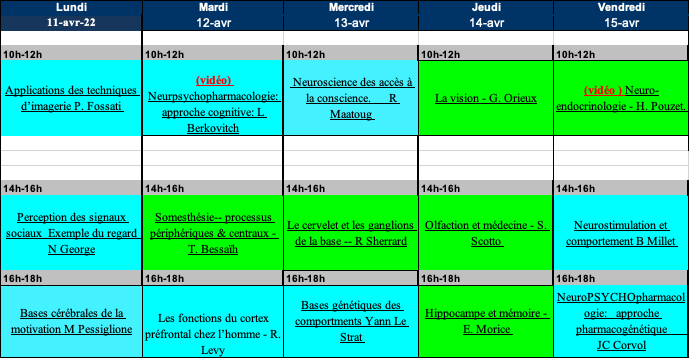 Lundi Mardi Mercredi Jeudi Vendredi
11-avr-22 12-avr 13-avr 14-avr 15-avr
10h-12h 10h-12h 10h-12h 10h-12h 10h-12h
Applications des techniques
d'imagerie P. Fossati
(vidéo)
Neurpsychopharmacologie:
approche cognitive: L
Berkovitch
Neuroscience des accès à
la conscience. R
Maatoug
La vision - G. Orieux
(vidéo ) Neuro-
endocrinologie - H. Pouzet.
14h-16h 14h-16h 14h-16h 14h-16h 14h-16h
Perception des signaux
sociaux Exemple du regard
N George
Somesthésie-- processus
périphériques & centraux -
T. Bessaïh
Le cervelet et les ganglions
de la base -- R Sherrard
Olfaction et médecine - S.
Scotto
Neurostimulation et
comportement B Millet
16h-18h 16h-18h 16h-18h 16h-18h 16h-18h
Bases cérébrales de la
motivation M Pessiglione
Les fonctions du cortex
préfrontal chez l'homme - R.
Levy
Bases génétiques des
comportments Yann Le
Strat
Hippocampe et mémoire -
E. Morice
NeuroPSYCHOpharmacol
ogie: approche
pharmacogénétique
JC Corvol